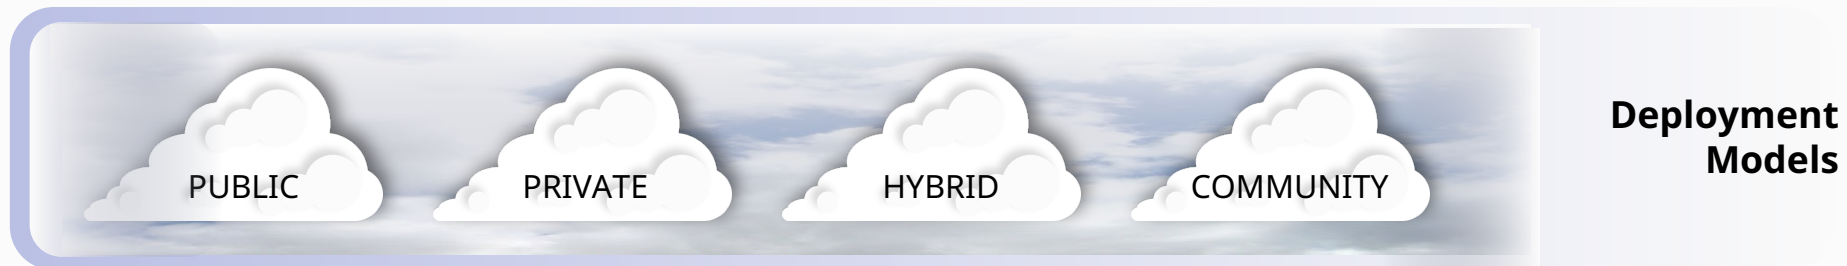 PUBLIC
PRIVATE
HYBRID
COMMUNITY
Deployment
Models